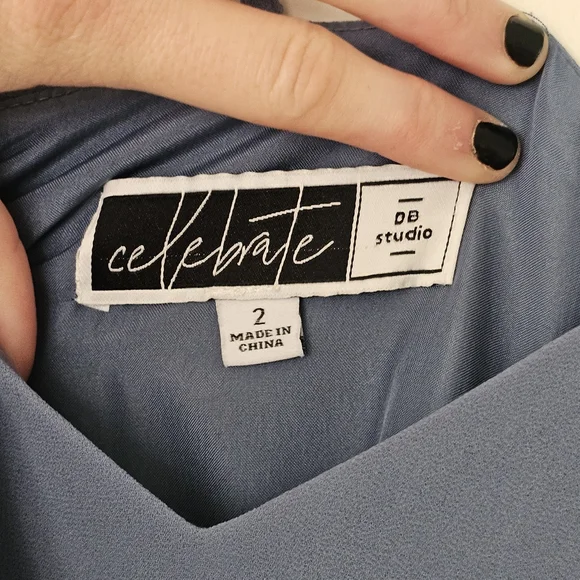 celebrate
DB
studio
2
MADE IN
CHINA